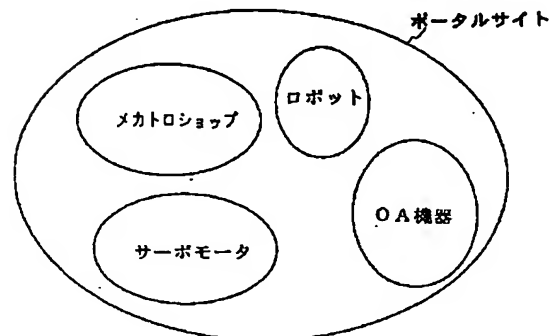 ポータルサイト
ロボット
メカトロショップ
OA機器
サーボモータ